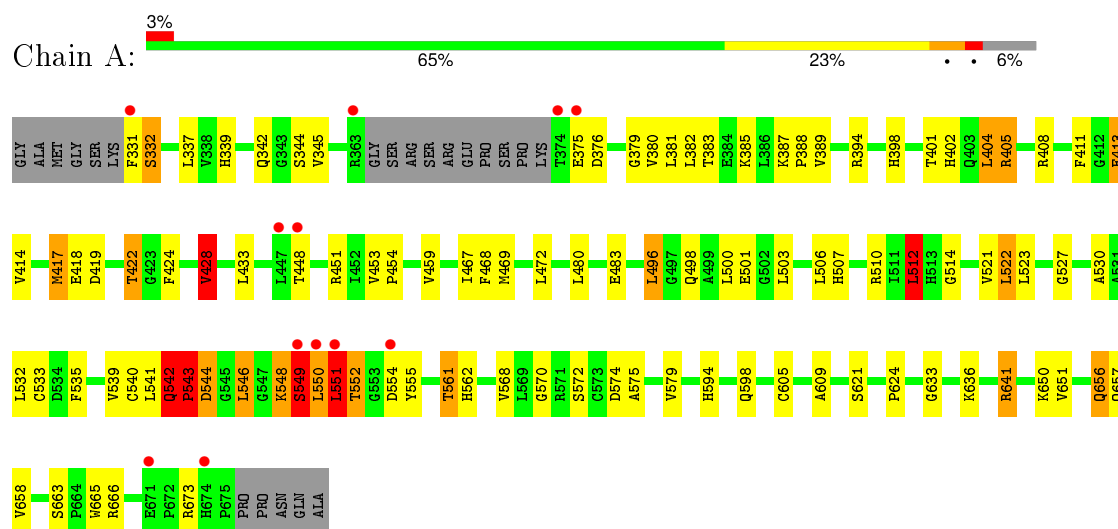 3%
Chain A:
65% 23% • • 6%
GLY ALA MET GLY SER LYS F331 S332 L337 V338 H339 Q342 G343 S344 V345 R363 GLY SER ARG SER ARG GLU PRO SER PRO LYS T374 E375 D376 G379 V380 L381 L382 T383 E384 K385 L386 K387 P388 V389 R394 H398 T401 H402 Q403 L404 R405 R408 F411 G412
V414 M417 E418 D419 T422 G423 F424 V428 L433 L447 T448 R451 I452 V453 P454 V459 I467 F468 M469 L472 L480 E483 L496 G497 Q498 A499 L500 E501 G502 L503 L506 H507 R510 I511 L512 H513 G514 V521 L522 L523 G527 A530
L532 C533 D534 F535 V539 C540 L541 Q542 P543 D544 G545 L546 G547 K548 S549 L550 L551 T552 G553 D554 Y555 T561 H562 V568 L569 G570 R571 S572 C573 D574 A575 V579 H594 Q598 C605 A609 S621 P624 G633 K636 R641 K650 V651 Q656
V658 S663 P664 W665 R666 E671 P672 R673 H674 P675 PRO PRO ASN GLN ALA